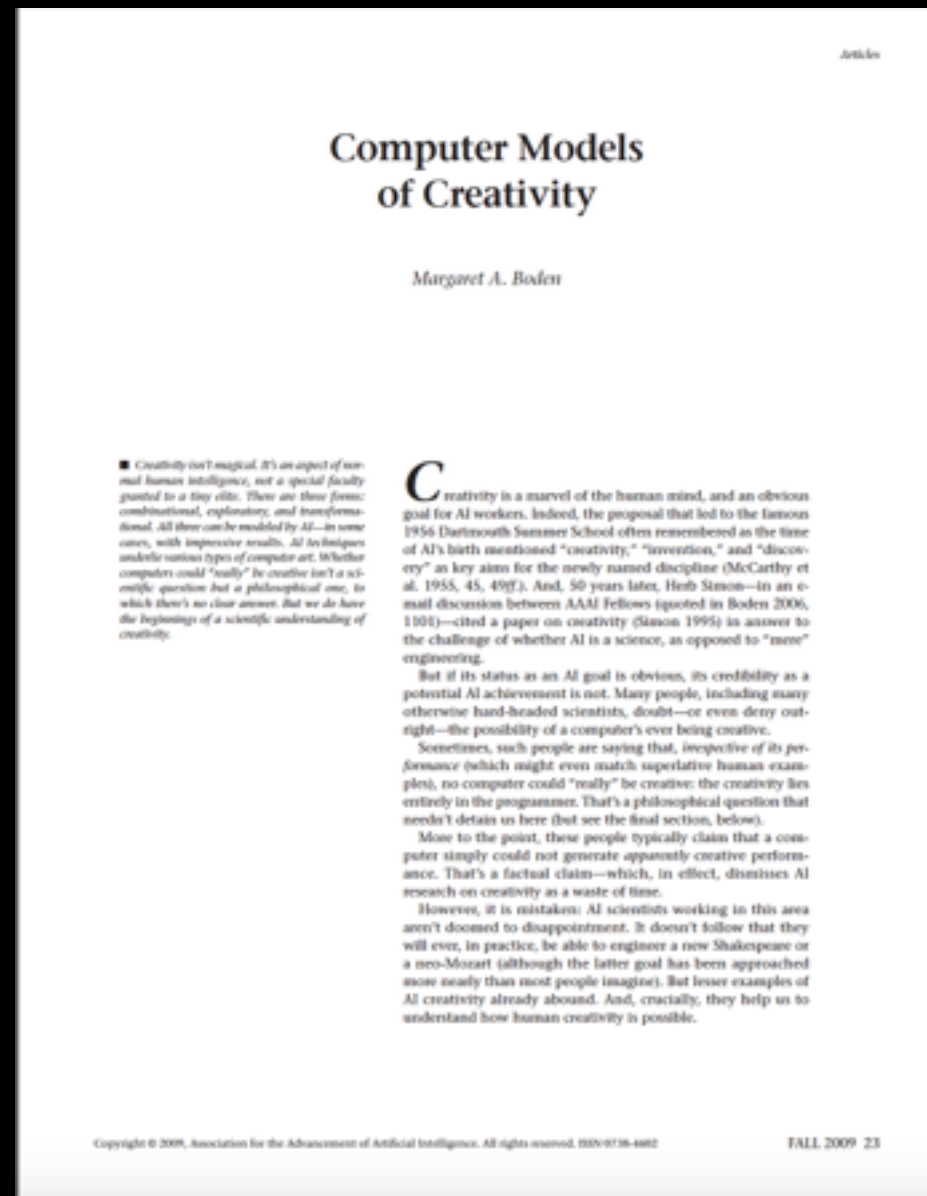 Articles
Computer Models
of Creativity
Margaret A. Boden
■ Creativity isn't magical. It's an aspect of nor-
mal human intelligence, not a special faculty
granted to a tiny elite. There are three forms:
combinational, exploratory, and transforma-
tional. All three can be modeled by AI—in some
cases, with impressive results. AI techniques
underlie various types of computer art. Whether
computers could "really" be creative isn't a sci-
entific question but a philosophical one, to
which there's no clear answer. But we do have
the beginnings of a scientific understanding of
creativity.
Creativity is a marvel of the human mind, and an obvious
goal for AI workers. Indeed, the proposal that led to the famous
1956 Dartmouth Summer School often remembered as the time
of AI's birth mentioned "creativity," "invention," and "discov-
ery" as key aims for the newly named discipline (McCarthy et
al. 1955, 45, 49ff.). And, 50 years later, Herb Simon—in an e-
mail discussion between AAAI Fellows (quoted in Boden 2006,
1101)—cited a paper on creativity (Simon 1995) in answer to
the challenge of whether AI is a science, as opposed to "mere"
engineering.
But if its status as an AI goal is obvious, its credibility as a
potential AI achievement is not. Many people, including many
otherwise hard-headed scientists, doubt—or even deny out-
right—the possibility of a computer's ever being creative.
Sometimes, such people are saying that, irrespective of its per-
formance (which might even match superlative human exam-
ples), no computer could "really" be creative: the creativity lies
entirely in the programmer. That's a philosophical question that
needn't detain us here (but see the final section, below).
More to the point, these people typically claim that a com-
puter simply could not generate apparently creative perform-
ance. That's a factual claim—which, in effect, dismisses AI
research on creativity as a waste of time.
However, it is mistaken: AI scientists working in this area
aren't doomed to disappointment. It doesn't follow that they
will ever, in practice, be able to engineer a new Shakespeare or
a neo-Mozart (although the latter goal has been approached
more nearly than most people imagine). But lesser examples of
AI creativity already abound. And, crucially, they help us to
understand how human creativity is possible.
Copyright © 2009, Association for the Advancement of Artificial Intelligence. All rights reserved. ISSN 0738-4602
FALL 2009 23